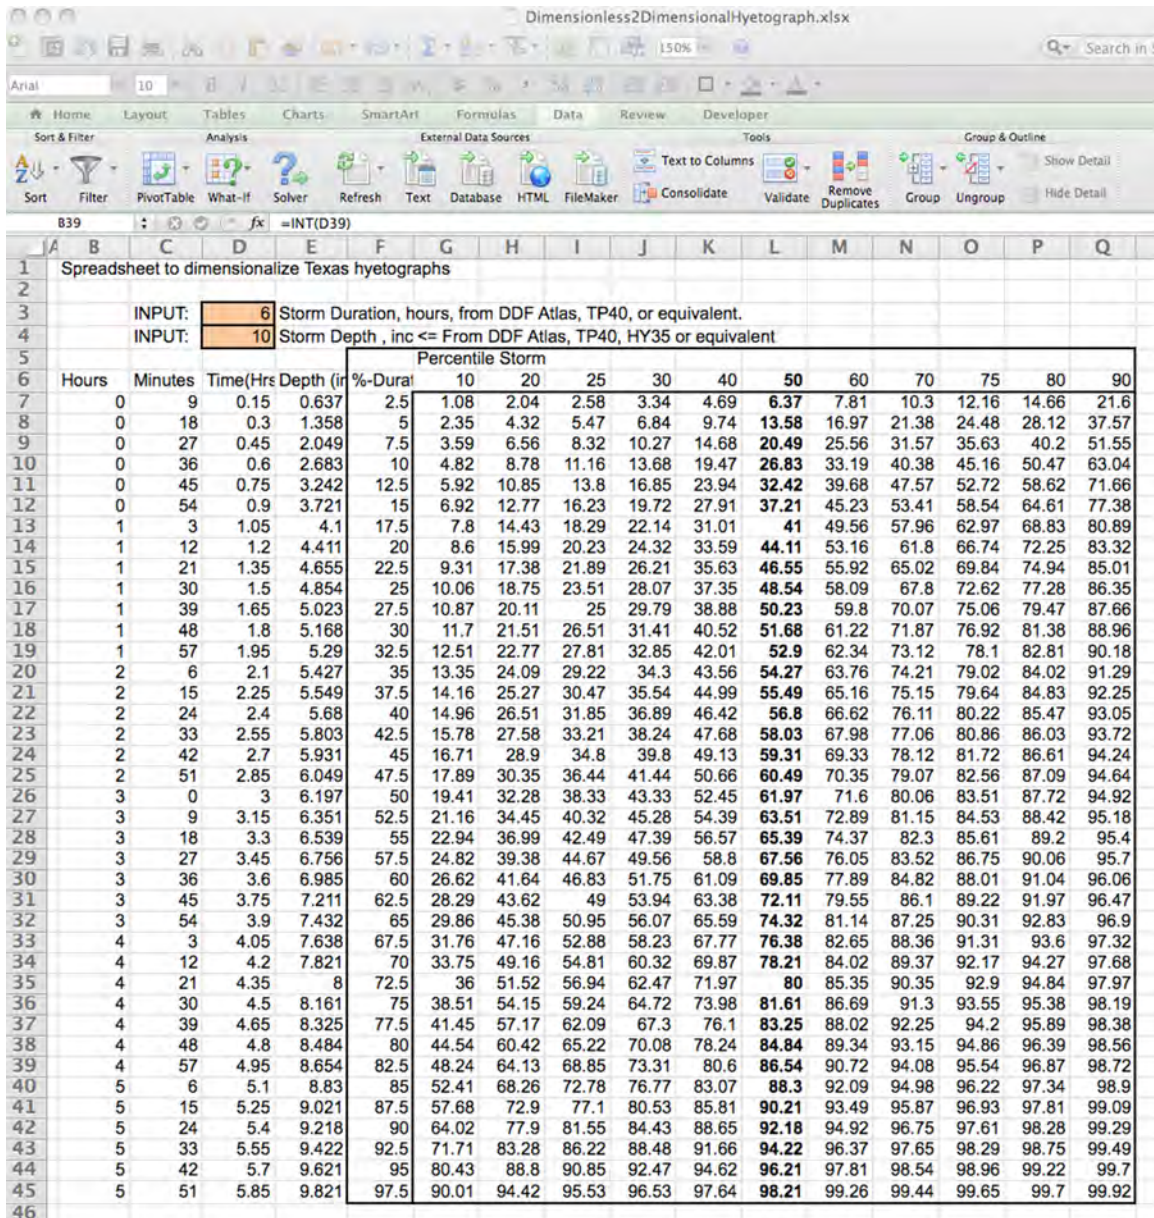 Dimensionless2DimensionalHyetograph.xlsx
150% Search in
Arial 10
Home Layout Tables Charts SmartArt Formulas Data Review Developer
Sort & Filter Analysis External Data Sources Tools Group & Outline
Text to Columns Show Detail
Consolidate Hide Detail
Sort Filter PivotTable What-If Solver Refresh Text Database HTML FileMaker Validate Remove Duplicates Group Ungroup
B39 fx =INT(D39)
A B C D E F G H I J K L M N O P Q
1 Spreadsheet to dimensionalize Texas hyetographs
2
3 INPUT: 6 Storm Duration, hours, from DDF Atlas, TP40, or equivalent.
4 INPUT: 10 Storm Depth , inc <= From DDF Atlas, TP40, HY35 or equivalent
5 Percentile Storm
6 Hours Minutes Time(Hrs Depth (in %-Durat 10 20 25 30 40 50 60 70 75 80 90
7 0 9 0.15 0.637 2.5 1.08 2.04 2.58 3.34 4.69 6.37 7.81 10.3 12.16 14.66 21.6
8 0 18 0.3 1.358 5 2.35 4.32 5.47 6.84 9.74 13.58 16.97 21.38 24.48 28.12 37.57
9 0 27 0.45 2.049 7.5 3.59 6.56 8.32 10.27 14.68 20.49 25.56 31.57 35.63 40.2 51.55
10 0 36 0.6 2.683 10 4.82 8.78 11.16 13.68 19.47 26.83 33.19 40.38 45.16 50.47 63.04
11 0 45 0.75 3.242 12.5 5.92 10.85 13.8 16.85 23.94 32.42 39.68 47.57 52.72 58.62 71.66
12 0 54 0.9 3.721 15 6.92 12.77 16.23 19.72 27.91 37.21 45.23 53.41 58.54 64.61 77.38
13 1 3 1.05 4.1 17.5 7.8 14.43 18.29 22.14 31.01 41 49.56 57.96 62.97 68.83 80.89
14 1 12 1.2 4.411 20 8.6 15.99 20.23 24.32 33.59 44.11 53.16 61.8 66.74 72.25 83.32
15 1 21 1.35 4.655 22.5 9.31 17.38 21.89 26.21 35.63 46.55 55.92 65.02 69.84 74.94 85.01
16 1 30 1.5 4.854 25 10.06 18.75 23.51 28.07 37.35 48.54 58.09 67.8 72.62 77.28 86.35
17 1 39 1.65 5.023 27.5 10.87 20.11 25 29.79 38.88 50.23 59.8 70.07 75.06 79.47 87.66
18 1 48 1.8 5.168 30 11.7 21.51 26.51 31.41 40.52 51.68 61.22 71.87 76.92 81.38 88.96
19 1 57 1.95 5.29 32.5 12.51 22.77 27.81 32.85 42.01 52.9 62.34 73.12 78.1 82.81 90.18
20 2 6 2.1 5.427 35 13.35 24.09 29.22 34.3 43.56 54.27 63.76 74.21 79.02 84.02 91.29
21 2 15 2.25 5.549 37.5 14.16 25.27 30.47 35.54 44.99 55.49 65.16 75.15 79.64 84.83 92.25
22 2 24 2.4 5.68 40 14.96 26.51 31.85 36.89 46.42 56.8 66.62 76.11 80.22 85.47 93.05
23 2 33 2.55 5.803 42.5 15.78 27.58 33.21 38.24 47.68 58.03 67.98 77.06 80.86 86.03 93.72
24 2 42 2.7 5.931 45 16.71 28.9 34.8 39.8 49.13 59.31 69.33 78.12 81.72 86.61 94.24
25 2 51 2.85 6.049 47.5 17.89 30.35 36.44 41.44 50.66 60.49 70.35 79.07 82.56 87.09 94.64
26 3 0 3 6.197 50 19.41 32.28 38.33 43.33 52.45 61.97 71.6 80.06 83.51 87.72 94.92
27 3 9 3.15 6.351 52.5 21.16 34.45 40.32 45.28 54.39 63.51 72.89 81.15 84.53 88.42 95.18
28 3 18 3.3 6.539 55 22.94 36.99 42.49 47.39 56.57 65.39 74.37 82.3 85.61 89.2 95.4
29 3 27 3.45 6.756 57.5 24.82 39.38 44.67 49.56 58.8 67.56 76.05 83.52 86.75 90.06 95.7
30 3 36 3.6 6.985 60 26.62 41.64 46.83 51.75 61.09 69.85 77.89 84.82 88.01 91.04 96.06
31 3 45 3.75 7.211 62.5 28.29 43.62 49 53.94 63.38 72.11 79.55 86.1 89.22 91.97 96.47
32 3 54 3.9 7.432 65 29.86 45.38 50.95 56.07 65.59 74.32 81.14 87.25 90.31 92.83 96.9
33 4 3 4.05 7.638 67.5 31.76 47.16 52.88 58.23 67.77 76.38 82.65 88.36 91.31 93.6 97.32
34 4 12 4.2 7.821 70 33.75 49.16 54.81 60.32 69.87 78.21 84.02 89.37 92.17 94.27 97.68
35 4 21 4.35 8 72.5 36 51.52 56.94 62.47 71.97 80 85.35 90.35 92.9 94.84 97.97
36 4 30 4.5 8.161 75 38.51 54.15 59.24 64.72 73.98 81.61 86.69 91.3 93.55 95.38 98.19
37 4 39 4.65 8.325 77.5 41.45 57.17 62.09 67.3 76.1 83.25 88.02 92.25 94.2 95.89 98.38
38 4 48 4.8 8.484 80 44.54 60.42 65.22 70.08 78.24 84.84 89.34 93.15 94.86 96.39 98.56
39 4 57 4.95 8.654 82.5 48.24 64.13 68.85 73.31 80.6 86.54 90.72 94.08 95.54 96.87 98.72
40 5 6 5.1 8.83 85 52.41 68.26 72.78 76.77 83.07 88.3 92.09 94.98 96.22 97.34 98.9
41 5 15 5.25 9.021 87.5 57.68 72.9 77.1 80.53 85.81 90.21 93.49 95.87 96.93 97.81 99.09
42 5 24 5.4 9.218 90 64.02 77.9 81.55 84.43 88.65 92.18 94.92 96.75 97.61 98.28 99.29
43 5 33 5.55 9.422 92.5 71.71 83.28 86.22 88.48 91.66 94.22 96.37 97.65 98.29 98.75 99.49
44 5 42 5.7 9.621 95 80.43 88.8 90.85 92.47 94.62 96.21 97.81 98.54 98.96 99.22 99.7
45 5 51 5.85 9.821 97.5 90.01 94.42 95.53 96.53 97.64 98.21 99.26 99.44 99.65 99.7 99.92
46